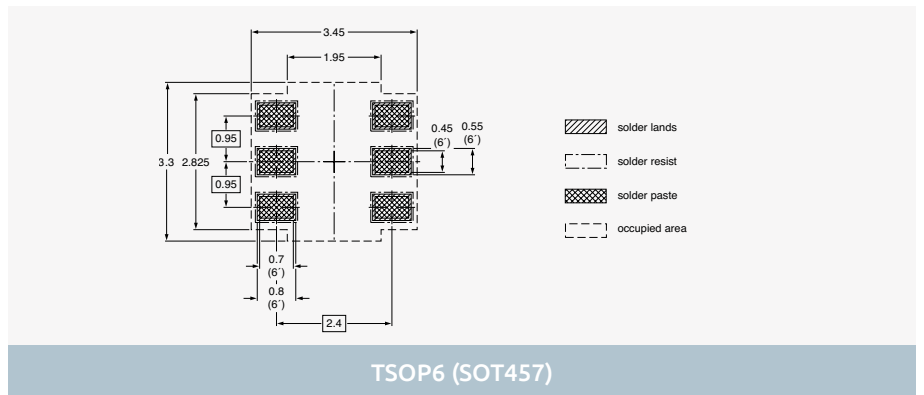 3.45
1.95
0.95
3.3 2.825
0.95
0.45 0.55
(6´) (6´)
0.7
(6´)
0.8
(6´)
2.4
solder lands
solder resist
solder paste
occupied area
TSOP6 (SOT457)